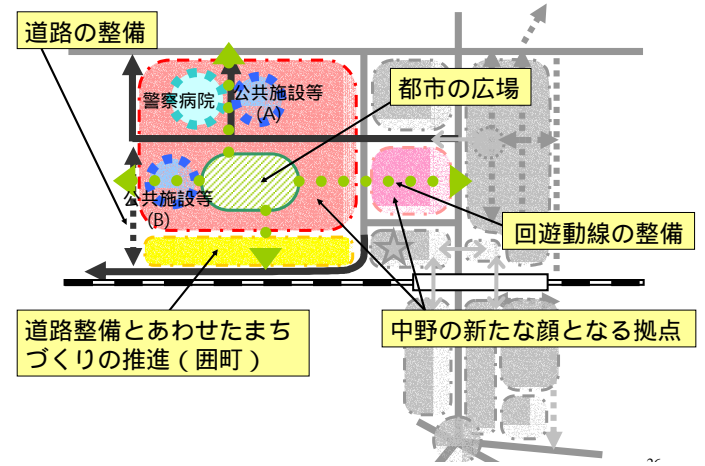 道路の整備
警察病院
公共施設等
(A)
都市の広場
公共施設等
(B)
回遊動線の整備
道路整備とあわせたまち
づくりの推進(囲町)
中野の新たな顔となる拠点